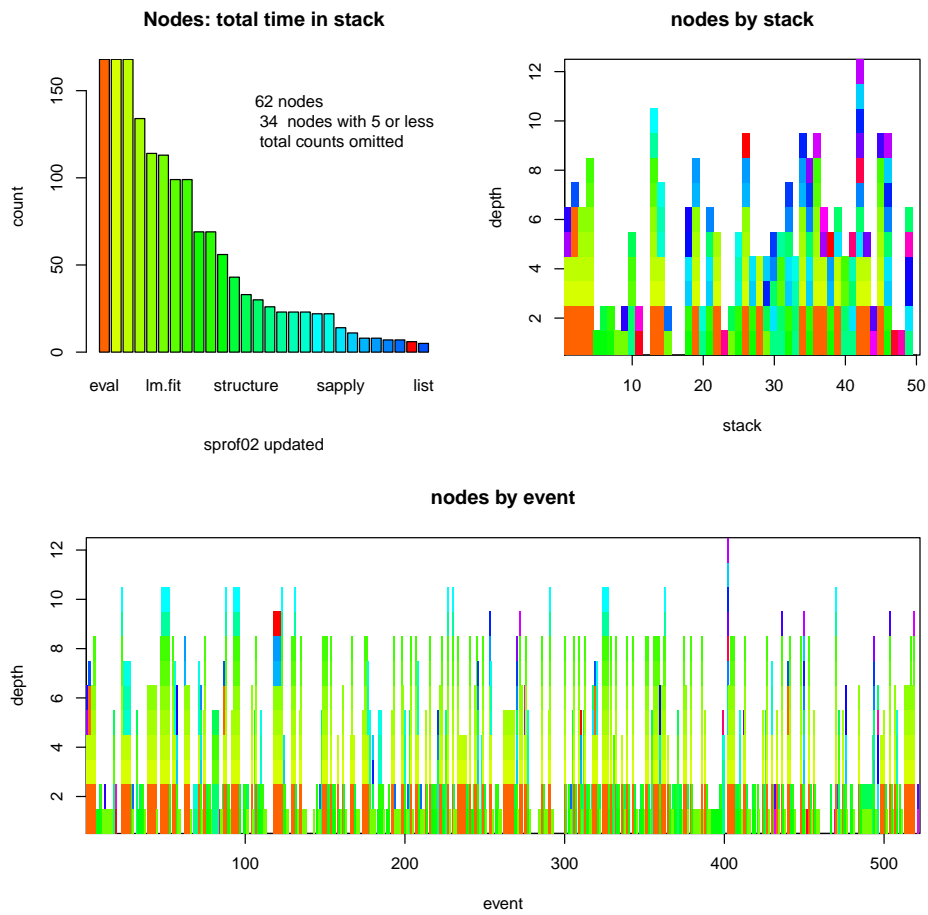 Nodes: total time in stack
count
0
50
100
150
62 nodes
34 nodes with 5 or less
total counts omitted
eval
lm.fit
structure
sapply
list
sprof02 updated
nodes by stack
depth
2
4
6
8
10
12
10
20
30
40
50
stack
nodes by event
depth
2
4
6
8
10
12
100
200
300
400
500
event